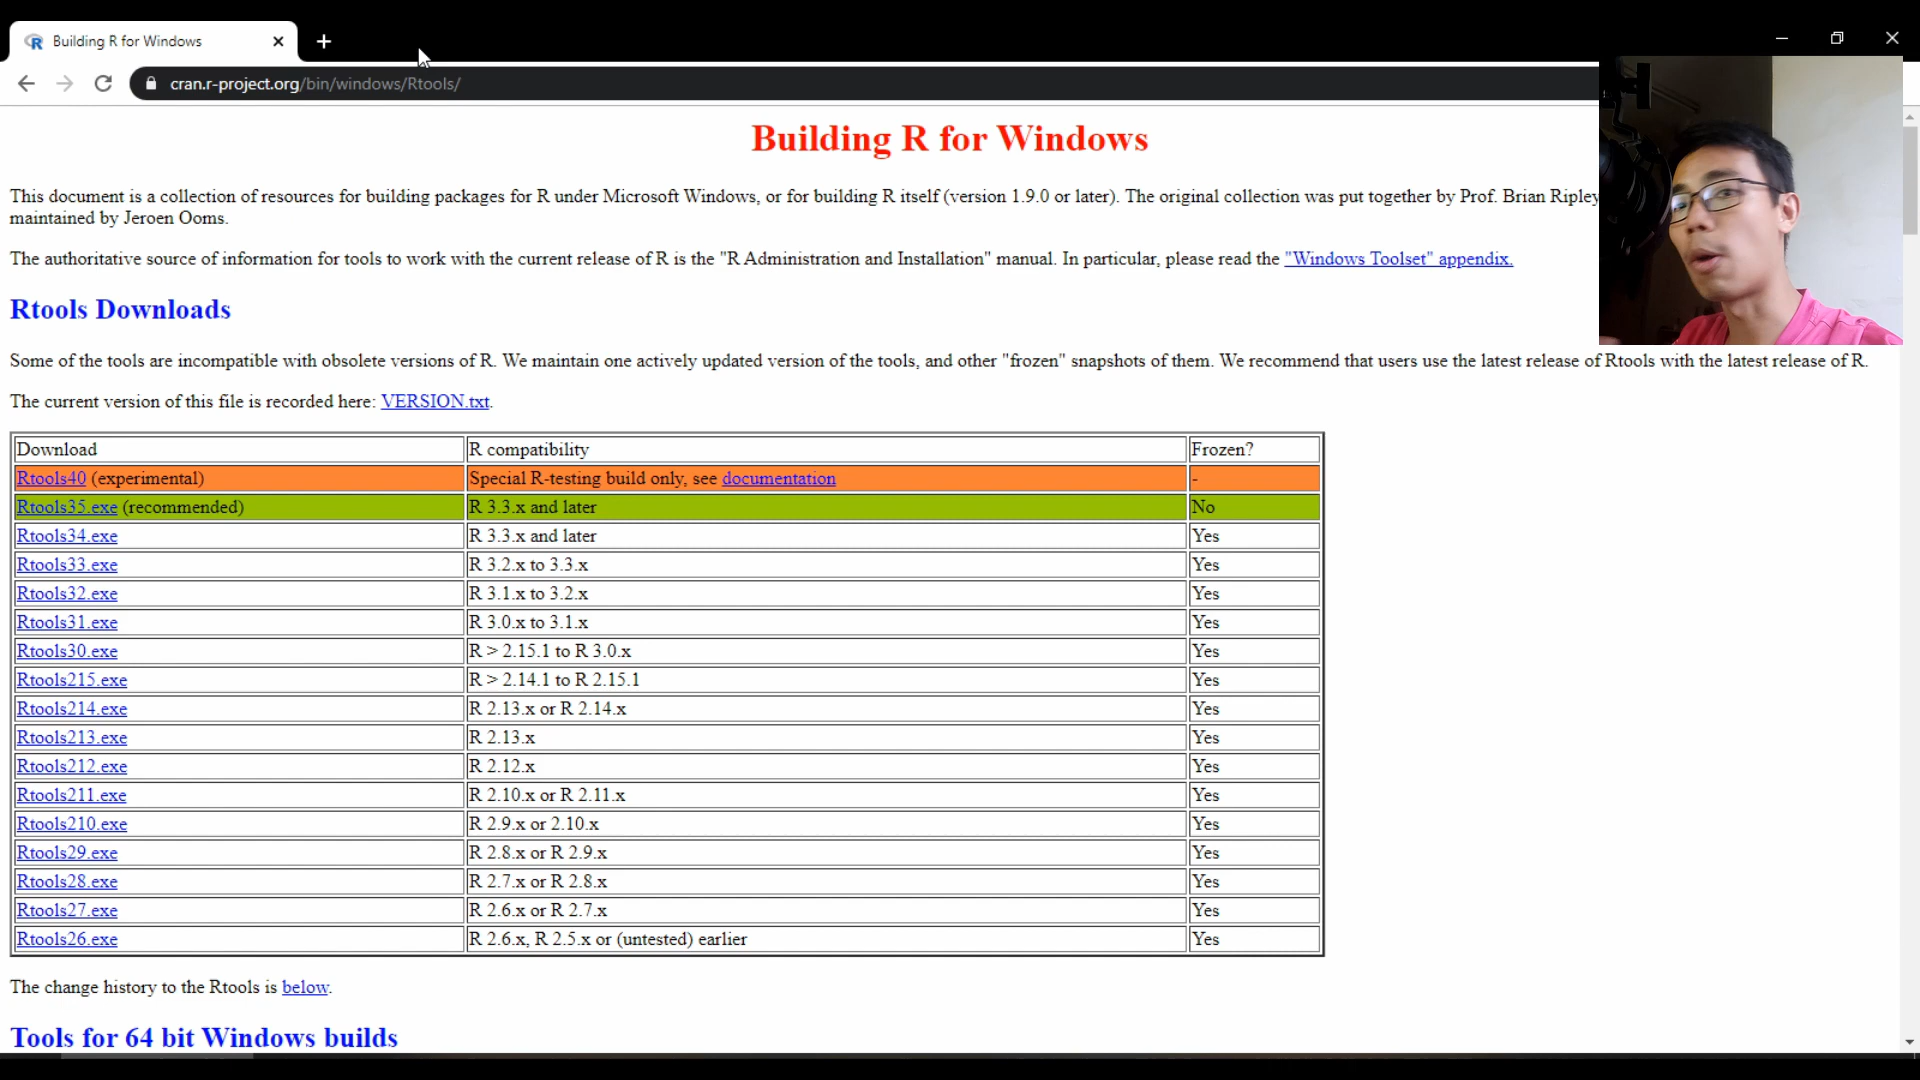 Building R for Windows
cran.r-project.org/bin/windows/Rtools/
Building R for Windows
This document is a collection of resources for building packages for R under Microsoft Windows, or for building R itself (version 1.9.0 or later). The original collection was put together by Prof. Brian Ripley
maintained by Jeroen Ooms.
The authoritative source of information for tools to work with the current release of R is the "R Administration and Installation" manual. In particular, please read the "Windows Toolset" appendix.
Rtools Downloads
Some of the tools are incompatible with obsolete versions of R. We maintain one actively updated version of the tools, and other "frozen" snapshots of them. We recommend that users use the latest release of Rtools with the latest release of R.
The current version of this file is recorded here: VERSION.txt.
Download R compatibility Frozen?
Rtools40 (experimental) Special R-testing build only, see documentation -
Rtools35.exe (recommended) R 3.3.x and later No
Rtools34.exe R 3.3.x and later Yes
Rtools33.exe R 3.2.x to 3.3.x Yes
Rtools32.exe R 3.1.x to 3.2.x Yes
Rtools31.exe R 3.0.x to 3.1.x Yes
Rtools30.exe R > 2.15.1 to R 3.0.x Yes
Rtools215.exe R > 2.14.1 to R 2.15.1 Yes
Rtools214.exe R 2.13.x or R 2.14.x Yes
Rtools213.exe R 2.13.x Yes
Rtools212.exe R 2.12.x Yes
Rtools211.exe R 2.10.x or R 2.11.x Yes
Rtools210.exe R 2.9.x or 2.10.x Yes
Rtools29.exe R 2.8.x or R 2.9.x Yes
Rtools28.exe R 2.7.x or R 2.8.x Yes
Rtools27.exe R 2.6.x or R 2.7.x Yes
Rtools26.exe R 2.6.x, R 2.5.x or (untested) earlier Yes
The change history to the Rtools is below.
Tools for 64 bit Windows builds